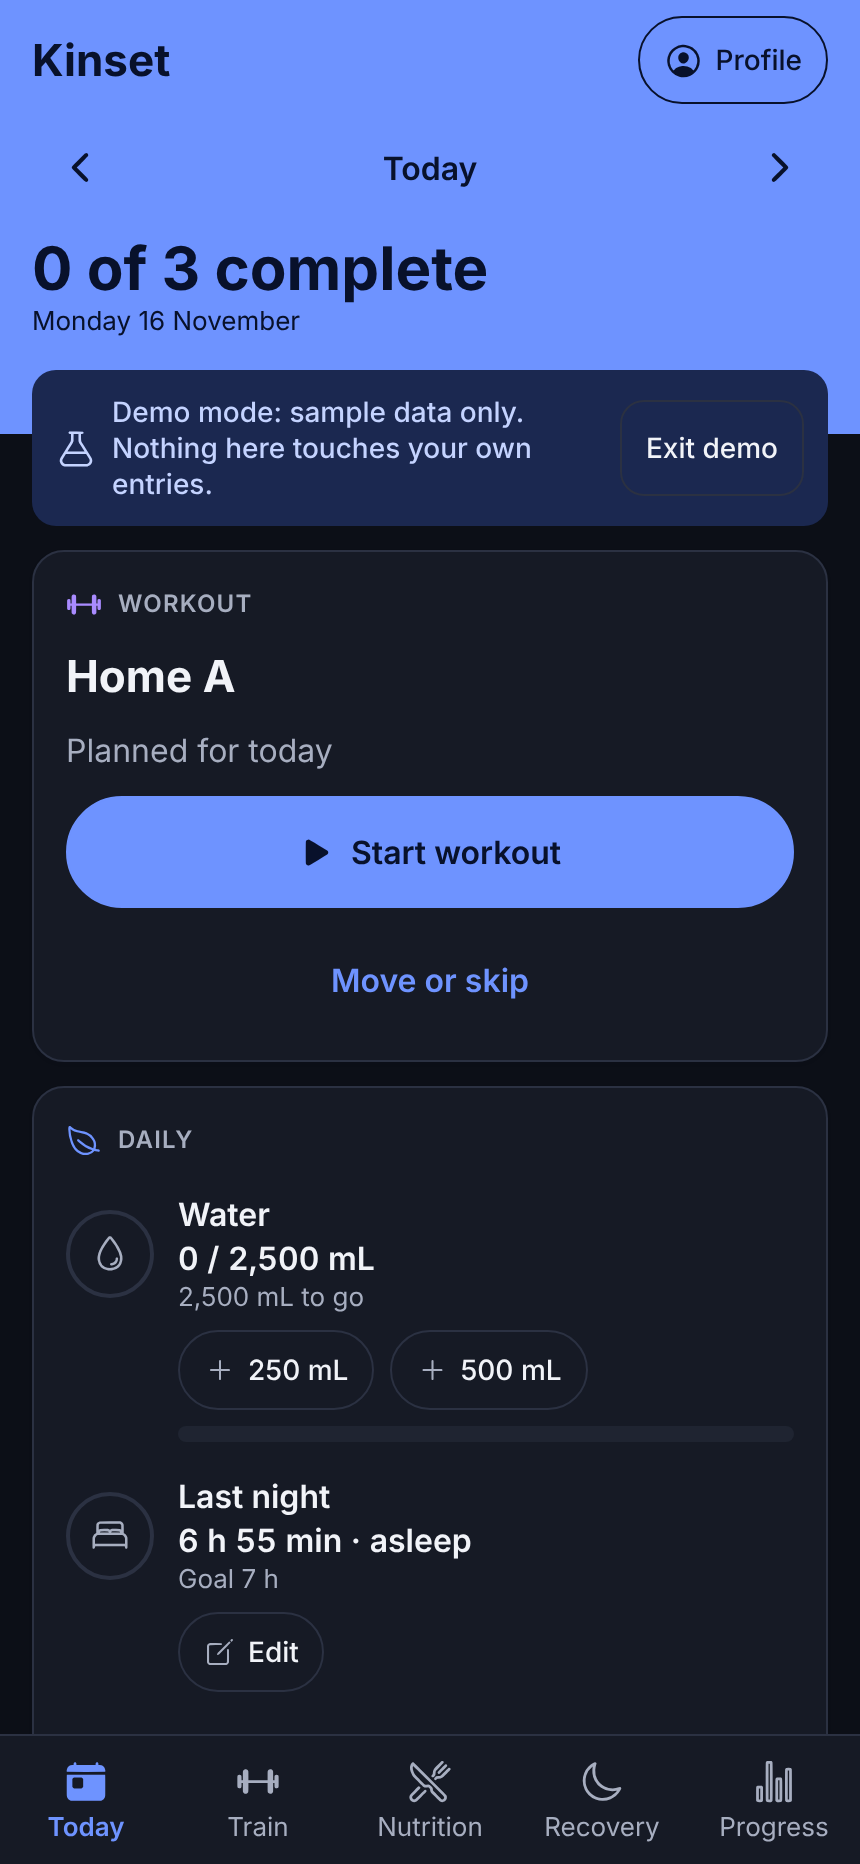 Kinset
Profile
Today
0 of 3 complete
Monday 16 November
Demo mode: sample data only.
Nothing here touches your own
entries.
Exit demo
WORKOUT
Home A
Planned for today
Start workout
Move or skip
DAILY
Water
0 / 2,500 mL
2,500 mL to go
+ 250 mL
+ 500 mL
Last night
6 h 55 min · asleep
Goal 7 h
Edit
Today
Train
Nutrition
Recovery
Progress